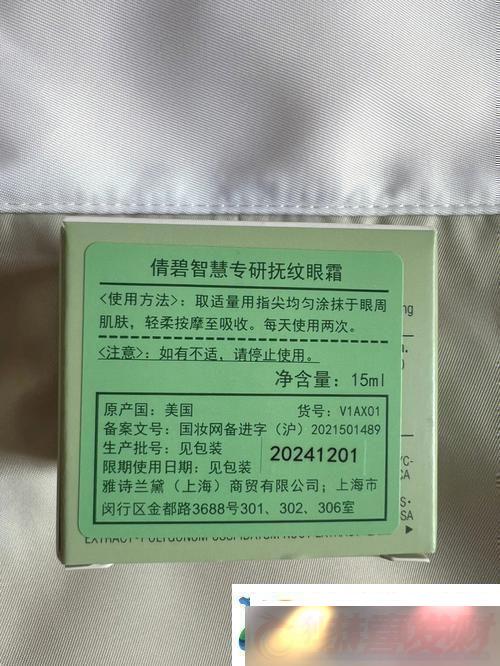 倩碧智慧专研抚纹眼霜
<使用方法>：取适量用指尖均匀涂抹于眼周
肌肤，轻柔按摩至吸收。每天使用两次。
<注意>：如有不适，请停止使用。
净含量：15ml
原产国：美国 货号：V1AX01
备案文号：国妆网备进字（沪）2021501489
生产批号：见包装
限期使用日期：见包装 20241201
雅诗兰黛（上海）商贸有限公司；上海市
闵行区金都路3688号301、302、306室